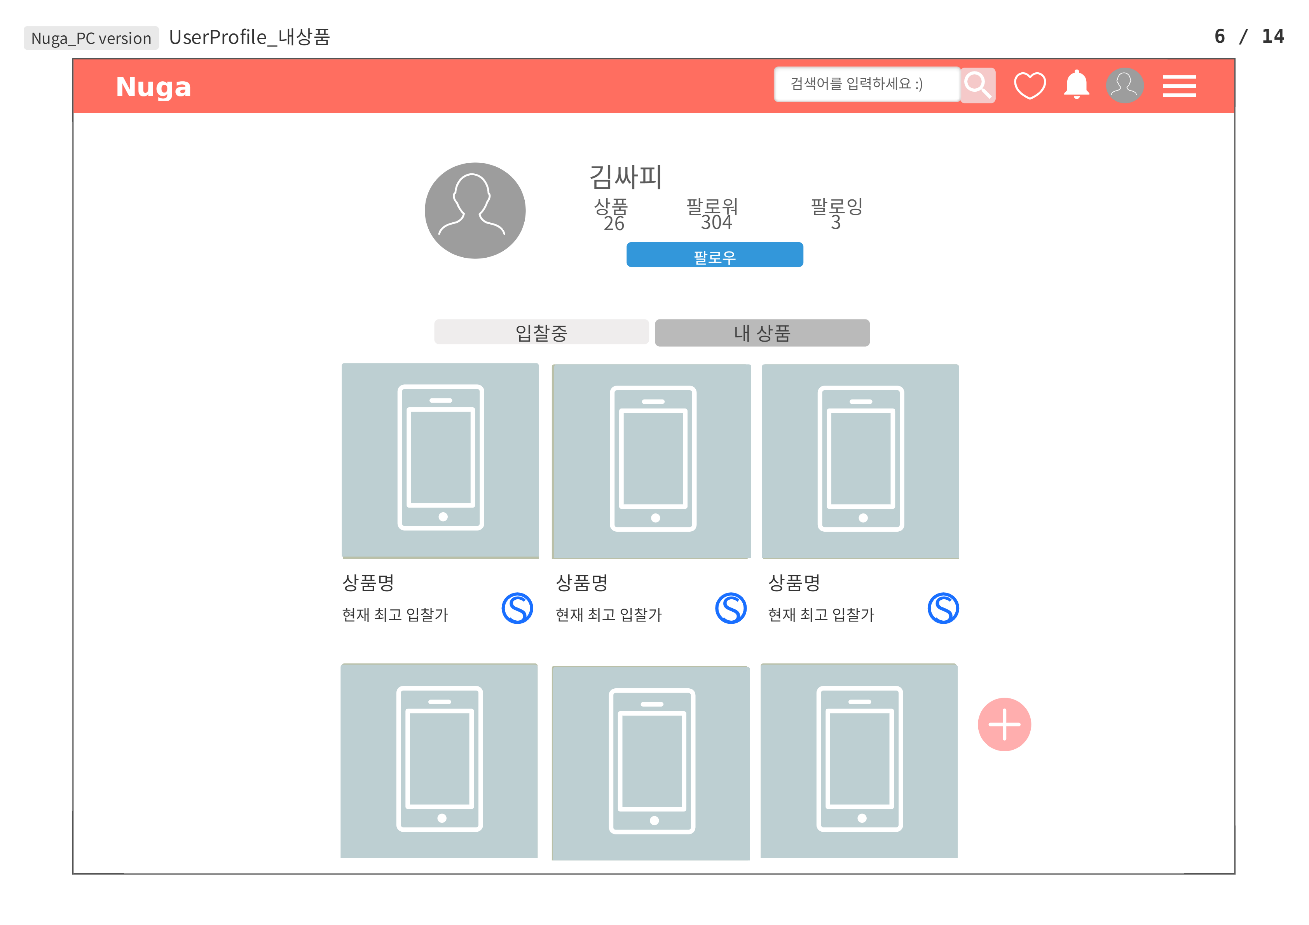 Nuga_PC version UserProfile_내상품 6 / 14
Nuga 검색어를 입력하세요 :)
김싸피
상품 팔로워 팔로잉
26 304 3
팔로우
입찰중 내 상품
상품명 상품명 상품명
현재 최고 입찰가 현재 최고 입찰가 현재 최고 입찰가